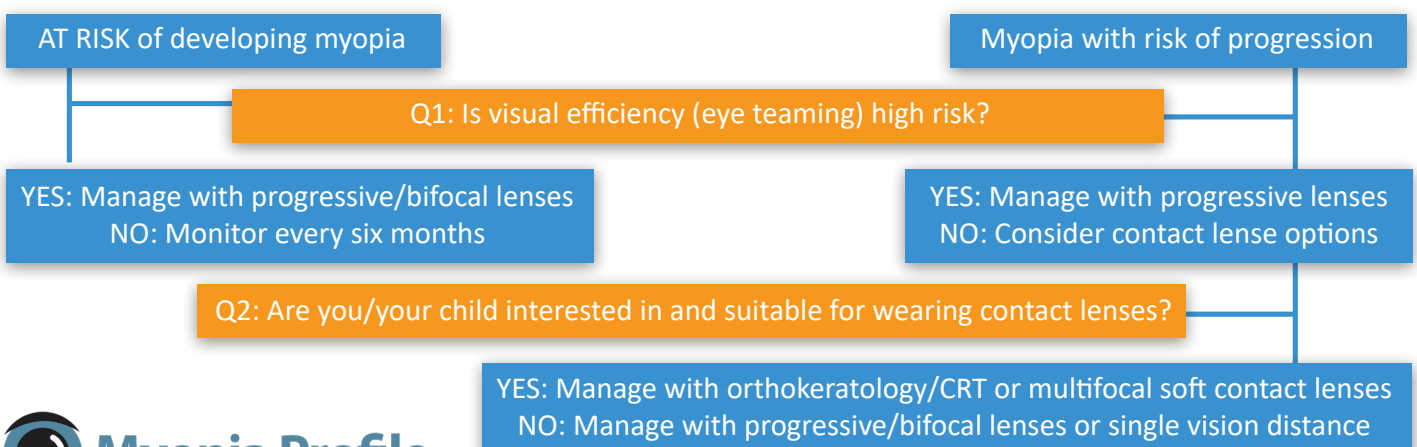 AT RISK of developing myopia
Myopia with risk of progression
Q1: Is visual efficiency (eye teaming) high risk?
YES: Manage with progressive/bifocal lenses
NO: Monitor every six months
YES: Manage with progressive lenses
NO: Consider contact lense options
Q2: Are you/your child interested in and suitable for wearing contact lenses?
YES: Manage with orthokeratology/CRT or multifocal soft contact lenses
NO: Manage with progressive/bifocal lenses or single vision distance
Myopia Profile